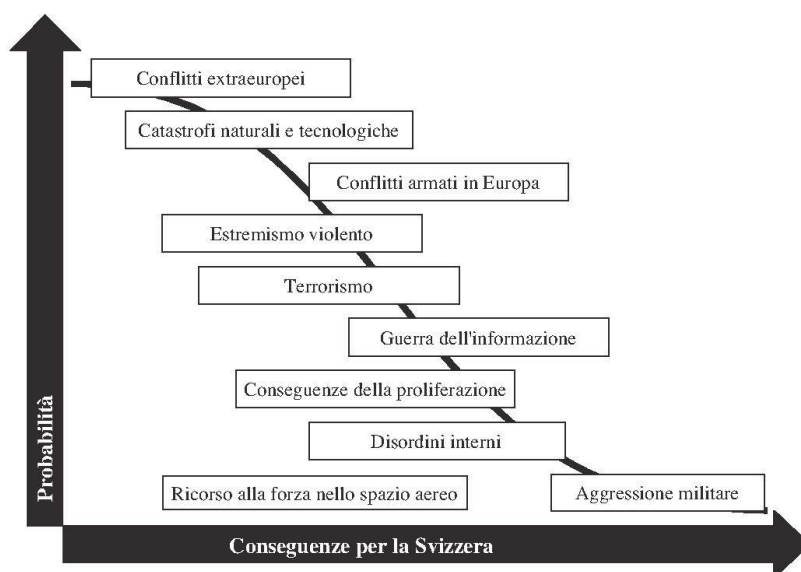 Conflitti extraeuropei
Catastrofi naturali e tecnologiche
Conflitti armati in Europa
Estremismo violento
Terrorismo
Guerra dell'informazione
Conseguenze della proliferazione
Disordini interni
Ricorso alla forza nello spazio aereo
Aggressione militare
Probabilità
Conseguenze per la Svizzera